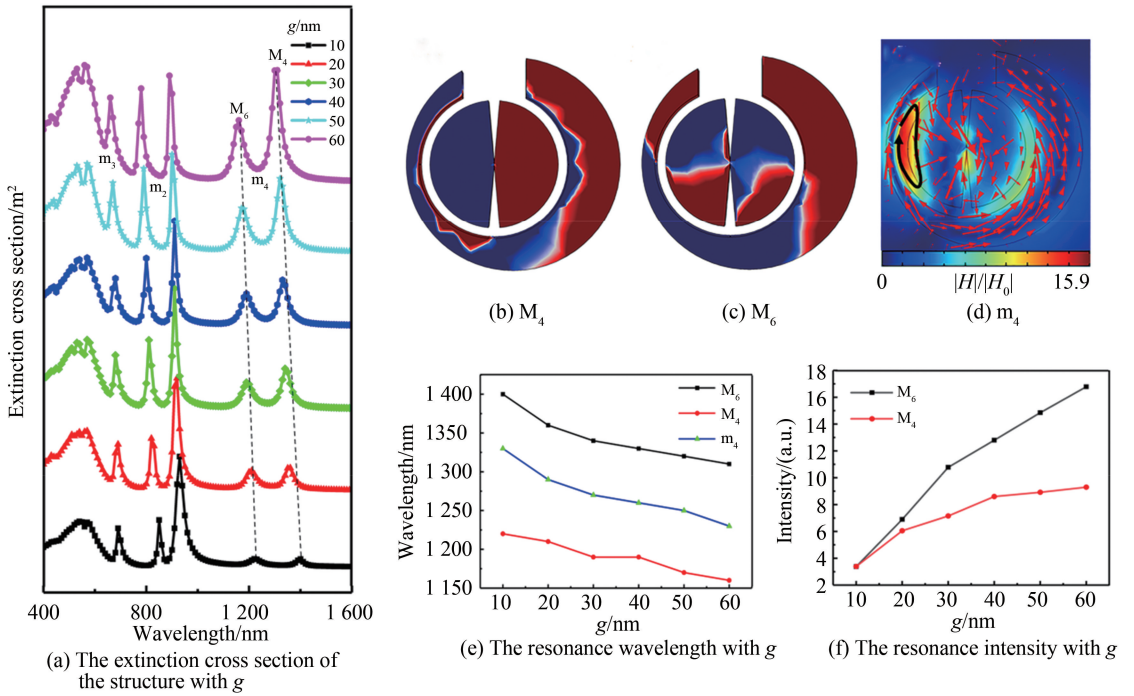 g/nm
10
20
30
40
50
60
M4
M6
m3
m2
m4
Extinction cross section/m²
400 800 1200 1 600
Wavelength/nm
(a) The extinction cross section of
the structure with g
(b) M4
(c) M6
0 |H|/|H0| 15.9
(d) m4
1 400
1350
1 300
1 250
1 200
1 150
Wavelength/nm
M6
M4
m4
10 20 30 40 50 60
g/nm
(e) The resonance wavelength with g
18
16
14
12
10
8
6
4
2
Intensity/(a.u.)
M6
M4
10 20 30 40 50 60
g/nm
(f) The resonance intensity with g